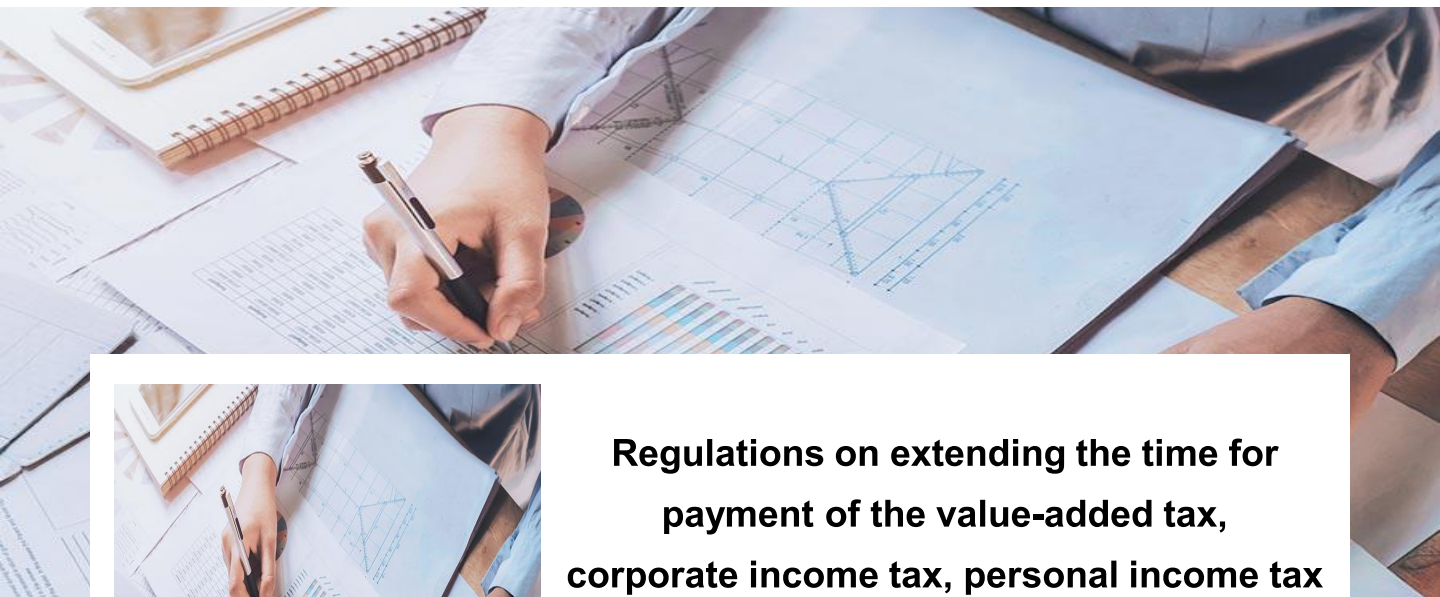 Regulations on extending the time for
payment of the value-added tax,
corporate income tax, personal income tax